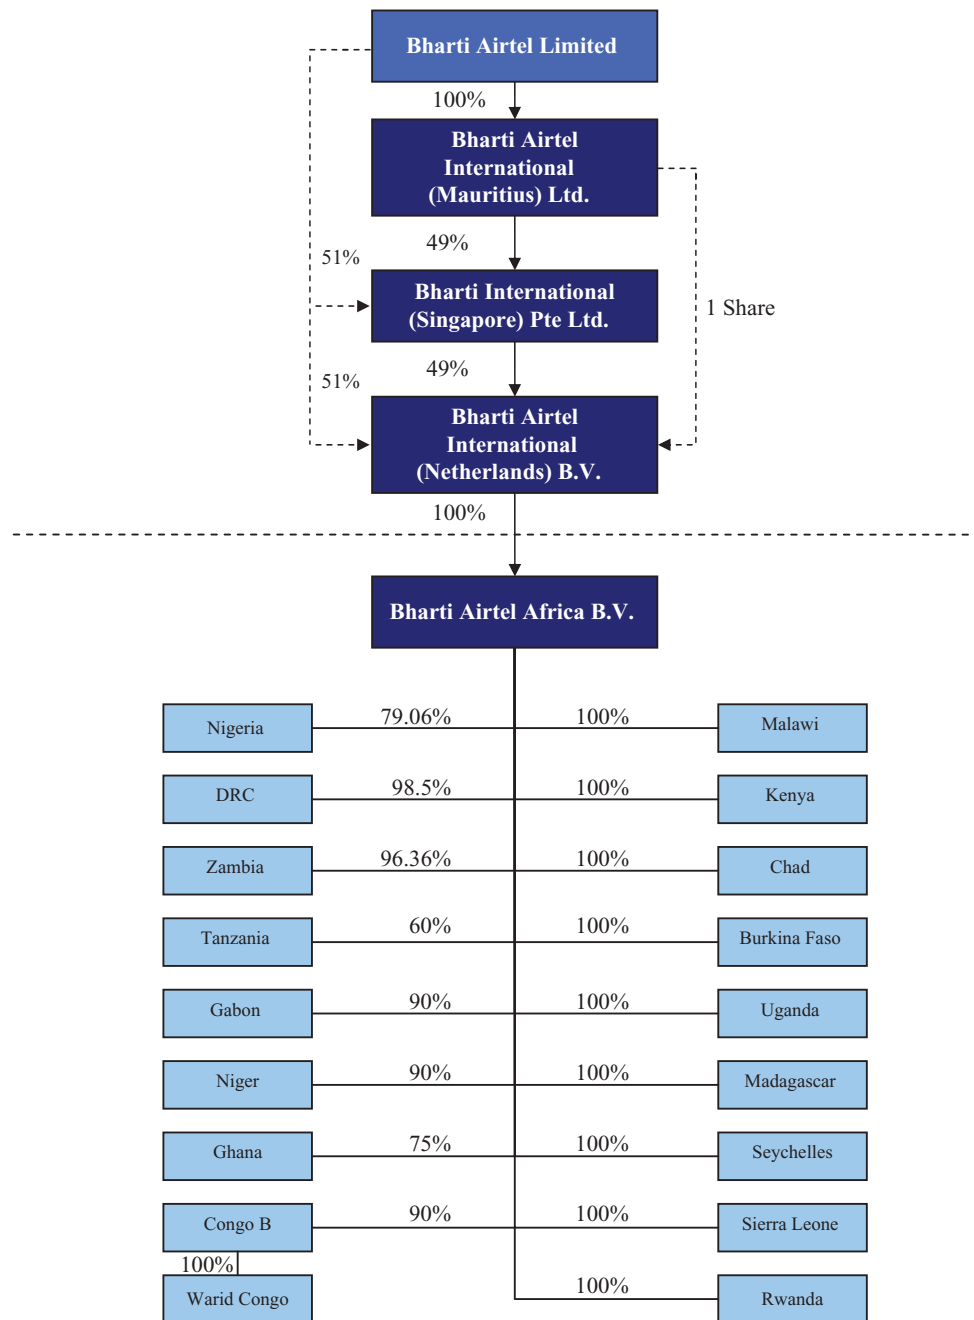 Bharti Airtel Limited
100%
Bharti Airtel
International
(Mauritius) Ltd.
49%
51%
Bharti International
(Singapore) Pte Ltd.
1 Share
49%
51%
Bharti Airtel
International
(Netherlands) B.V.
100%
Bharti Airtel Africa B.V.
Nigeria 79.06% 100% Malawi
DRC 98.5% 100% Kenya
Zambia 96.36% 100% Chad
Tanzania 60% 100% Burkina Faso
Gabon 90% 100% Uganda
Niger 90% 100% Madagascar
Ghana 75% 100% Seychelles
Congo B 90% 100% Sierra Leone
100%
Warid Congo 100% Rwanda